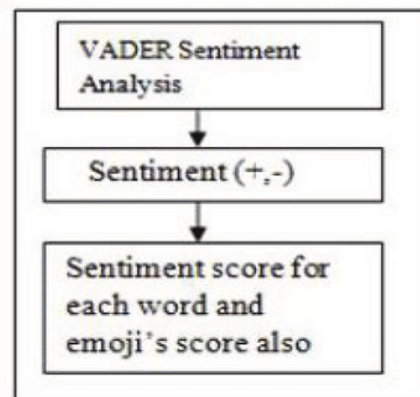 VADER Sentiment
Analysis
Sentiment (+,-)
Sentiment score for
each word and
emoji's score also